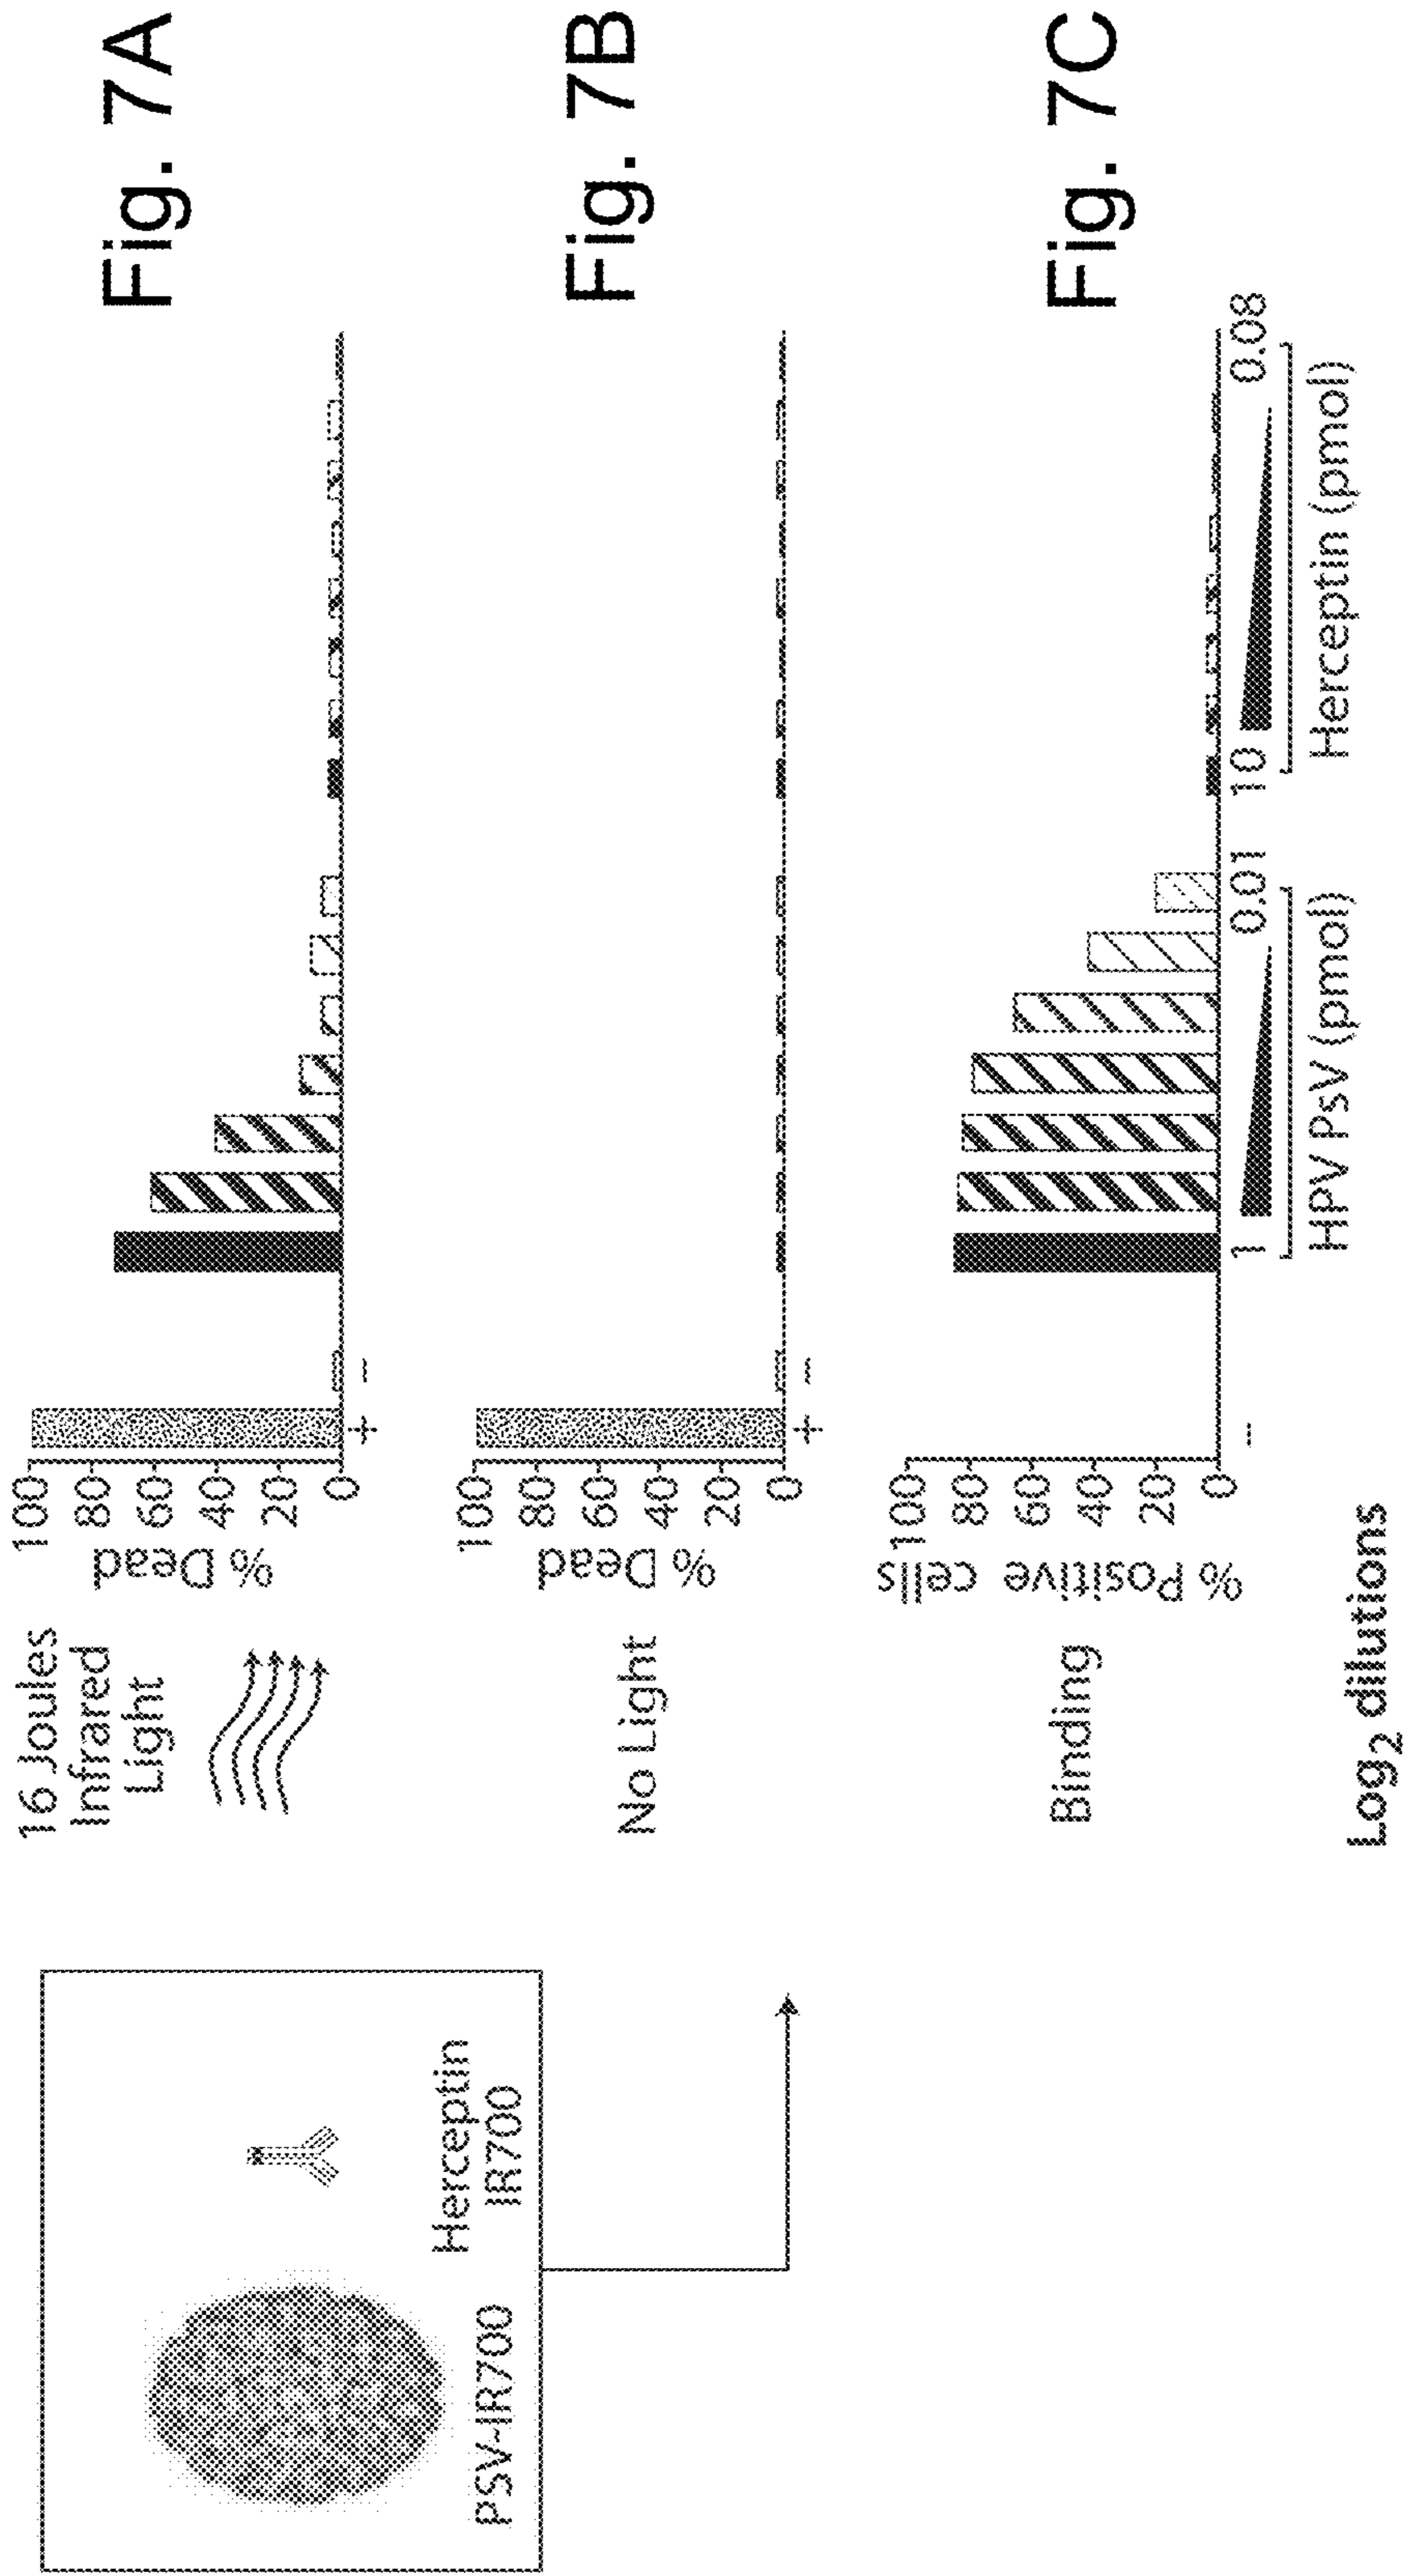 PSV-IR700
Herceptin
IR700
16 Joules
Infrared
Light
% Dead
100
80
60
40
20
0
+
-
Fig. 7A
No Light
% Dead
100
80
60
40
20
0
+
-
Fig. 7B
Binding
% Positive cells
100
80
60
40
20
0
-
1
0.01
10
0.08
HPV PsV (pmol)
Herceptin (pmol)
Log2 dilutions
Fig. 7C